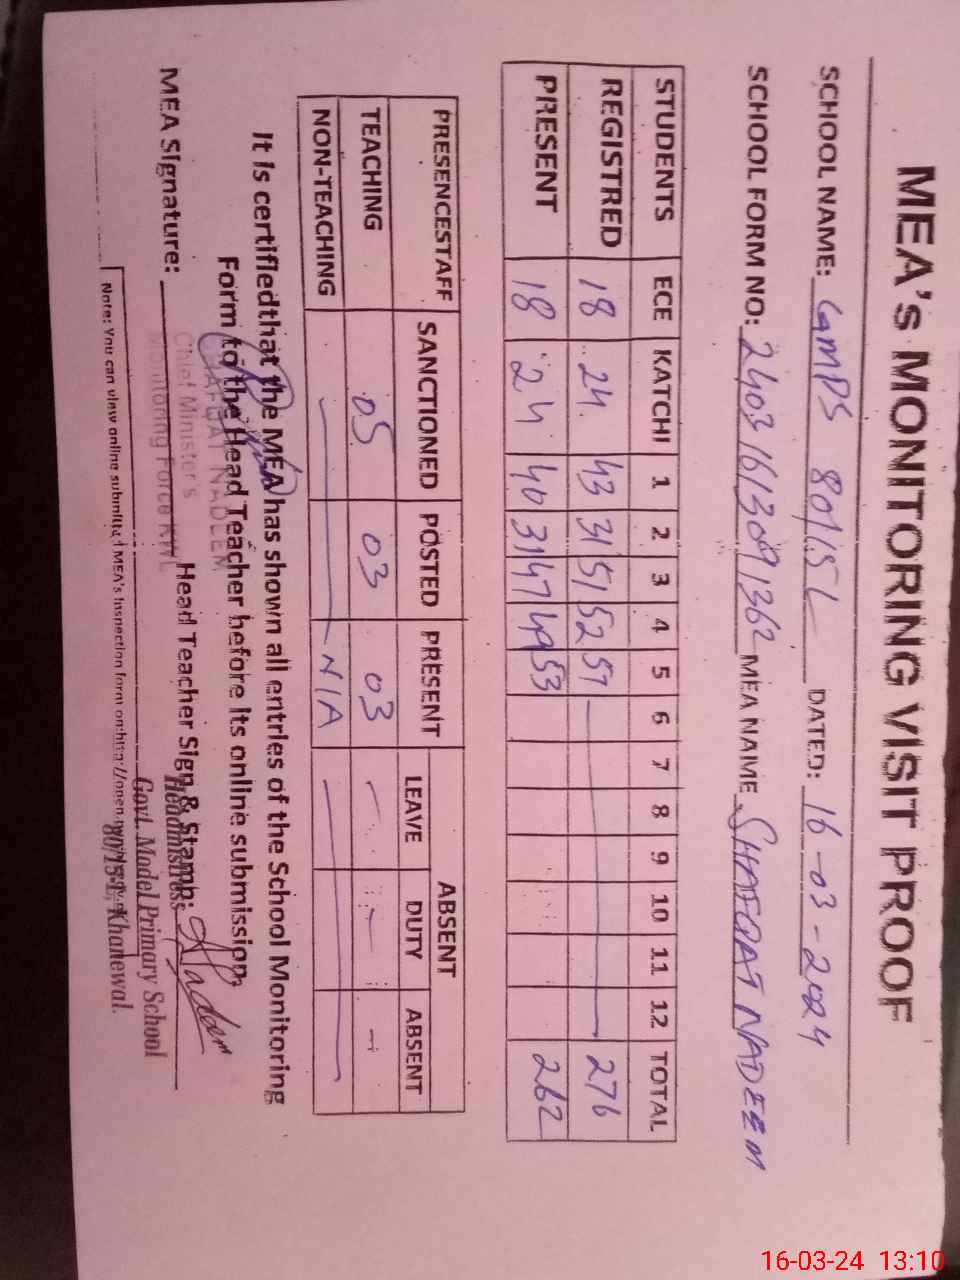 MEA's MONITORING VISIT PROOF
SCHOOL NAME: GMPS 80/15 L DATED: 16-03-2024
SCHOOL FORM NO: 2403 16/3091362 MEA NAME SHAFQAT NADEEM
STUDENTS ECE KATCHI 1 2 3 4 5 6 7 8 9 10 11 12 TOTAL
REGISTRED 18 24 43 31 51 52 57 276
PRESENT 18 24 40 31 47 49 53 262
PRESENCESTAFF SANCTIONED POSTED PRESENT ABSENT
LEAVE DUTY ABSENT
TEACHING 05 03 03 - - -
NON-TEACHING N/A
It is certifiedthat the MEA has shown all entries of the School Monitoring
Form to the Head Teacher before its online submission
SHAFQAT NADEEM
Chief Minister's
Monitoring Force KWL
MEA Signature: Head Teacher Sign & Stamp:
Headmistress
Govt. Model Primary School
80/15-L, Khanewal.
Note: You can view online submitted MEA's Inspection form on:http://open.
16-03-24 13:10